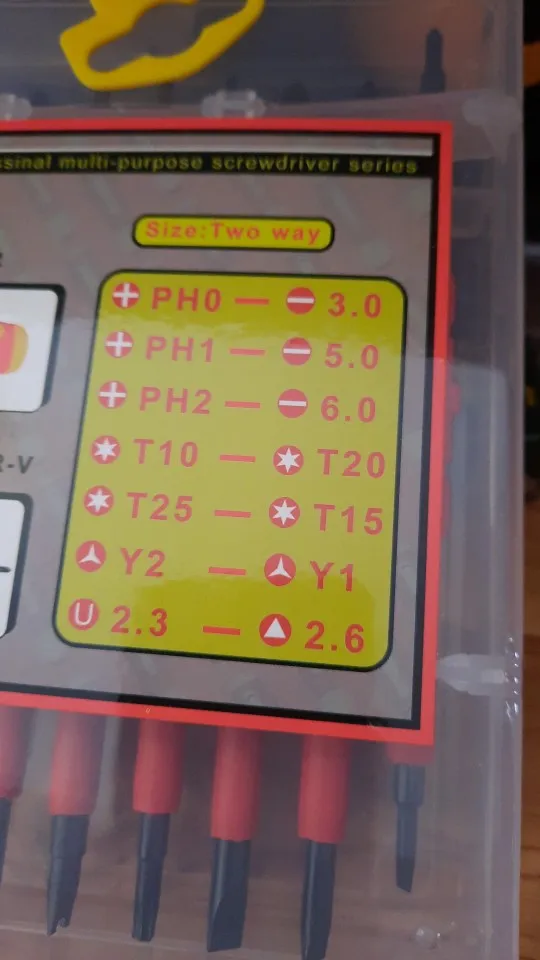 sinal multi-purpose screwdriver series
Size:Two way
PH0 — 3.0
PH1 — 5.0
PH2 — 6.0
T10 — T20
R-V
T25 — T15
Y2 — Y1
U 2.3 — 2.6